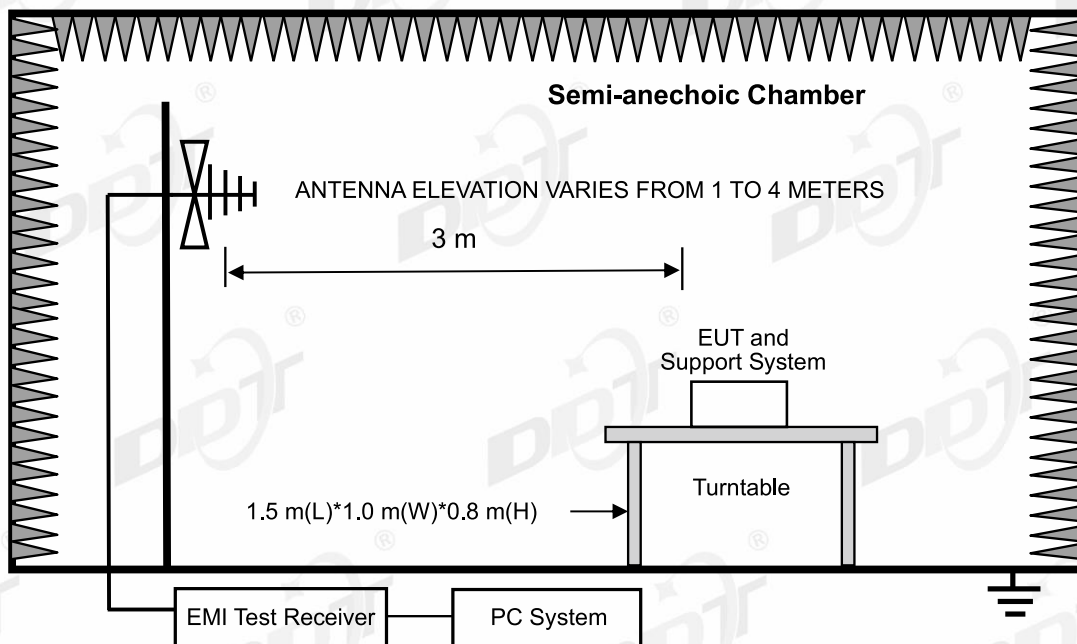 Semi-anechoic Chamber
ANTENNA ELEVATION VARIES FROM 1 TO 4 METERS
3 m
EUT and
Support System
Turntable
1.5 m(L)*1.0 m(W)*0.8 m(H)
EMI Test Receiver
PC System
DDT®